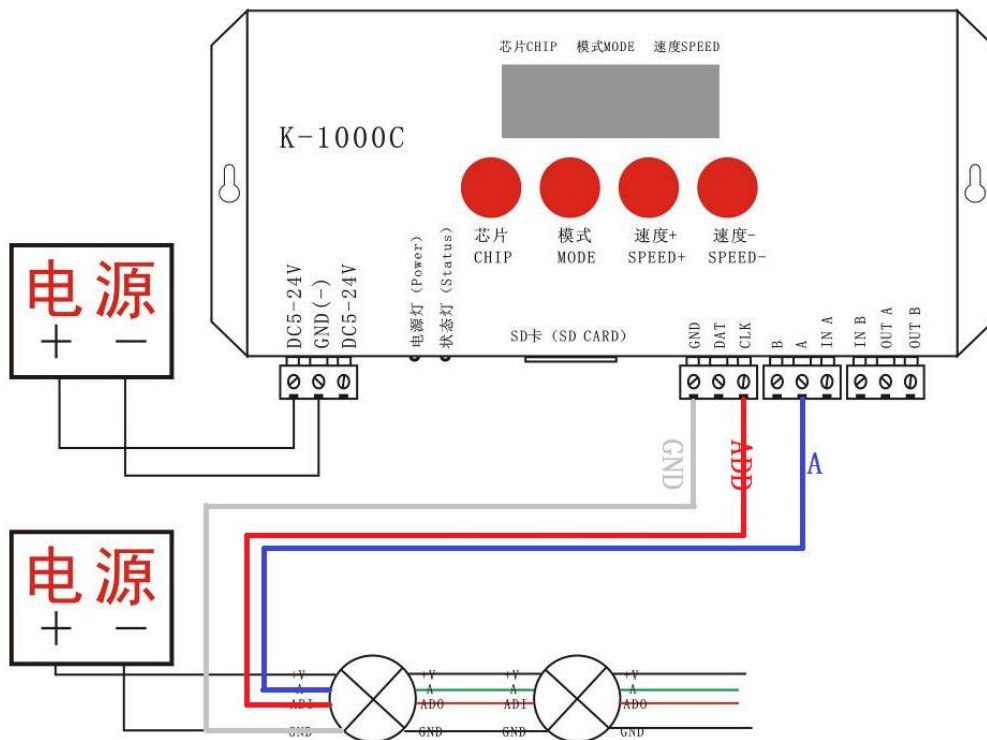 芯片CHIP 模式MODE 速度SPEED
K-1000C
芯片 模式 速度+ 速度-
CHIP MODE SPEED+ SPEED-
电源
+ −
DC5-24V
GND(-)
DC5-24V
电源灯(Power)
状态灯(Status)
SD卡(SD CARD)
GND
DAT
CLK
B
A
IN A
IN B
OUT A
OUT B
GND
ADD
A
电源
+ −
+V +V +V +V
A A A A
ADI ADO ADI ADO
GND GND GND GND